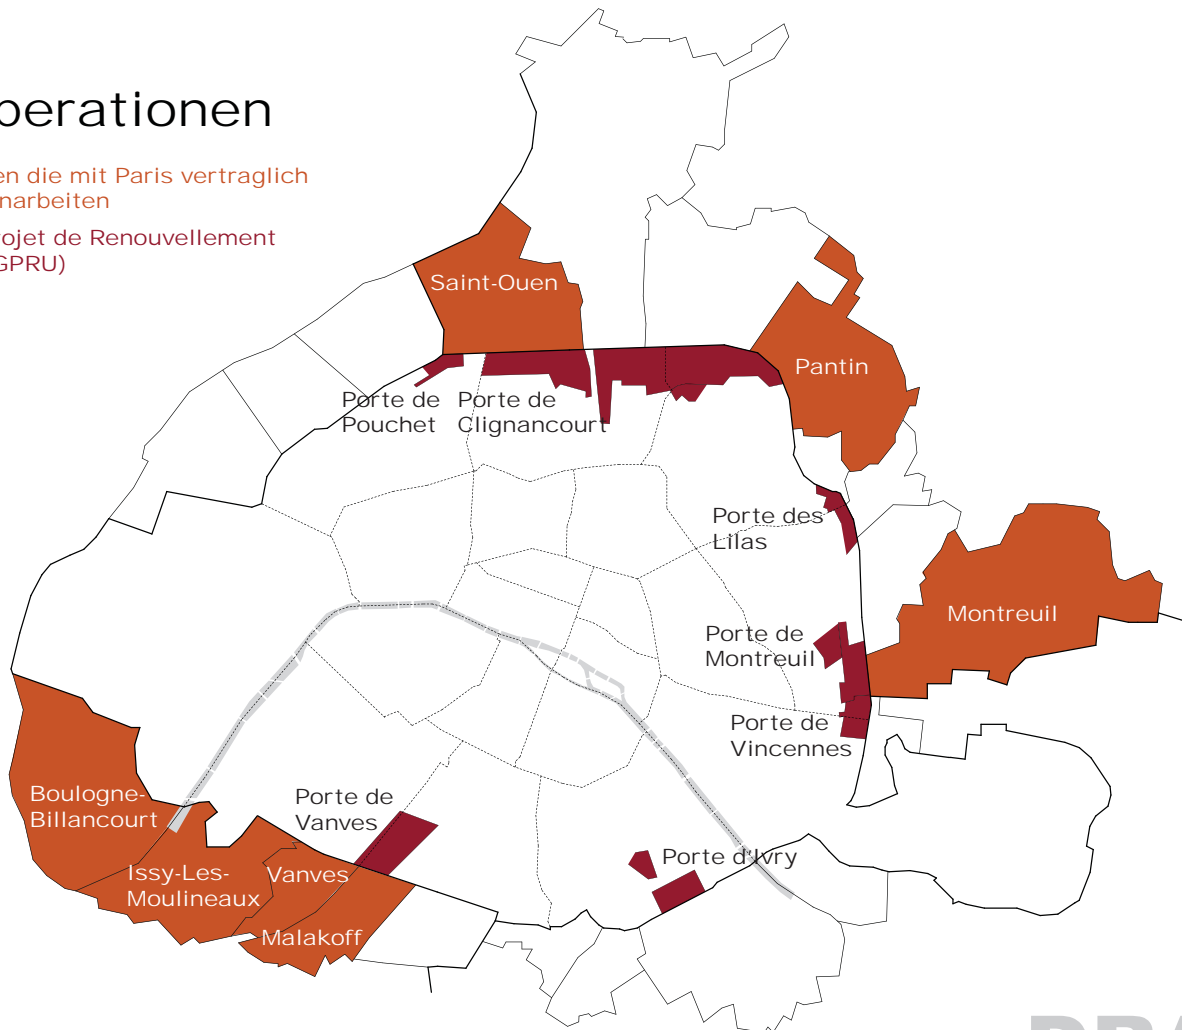 perationen
en die mit Paris vertraglich
narbeiten
ojet de Renouvellement
GPRU)
Saint-Ouen
Pantin
Porte de
Pouchet
Porte de
Clignancourt
Porte des
Lilas
Montreuil
Porte de
Montreuil
Porte de
Vincennes
Boulogne-
Billancourt
Porte de
Vanves
Issy-Les-
Moulineaux
Vanves
Malakoff
Porte d'Ivry